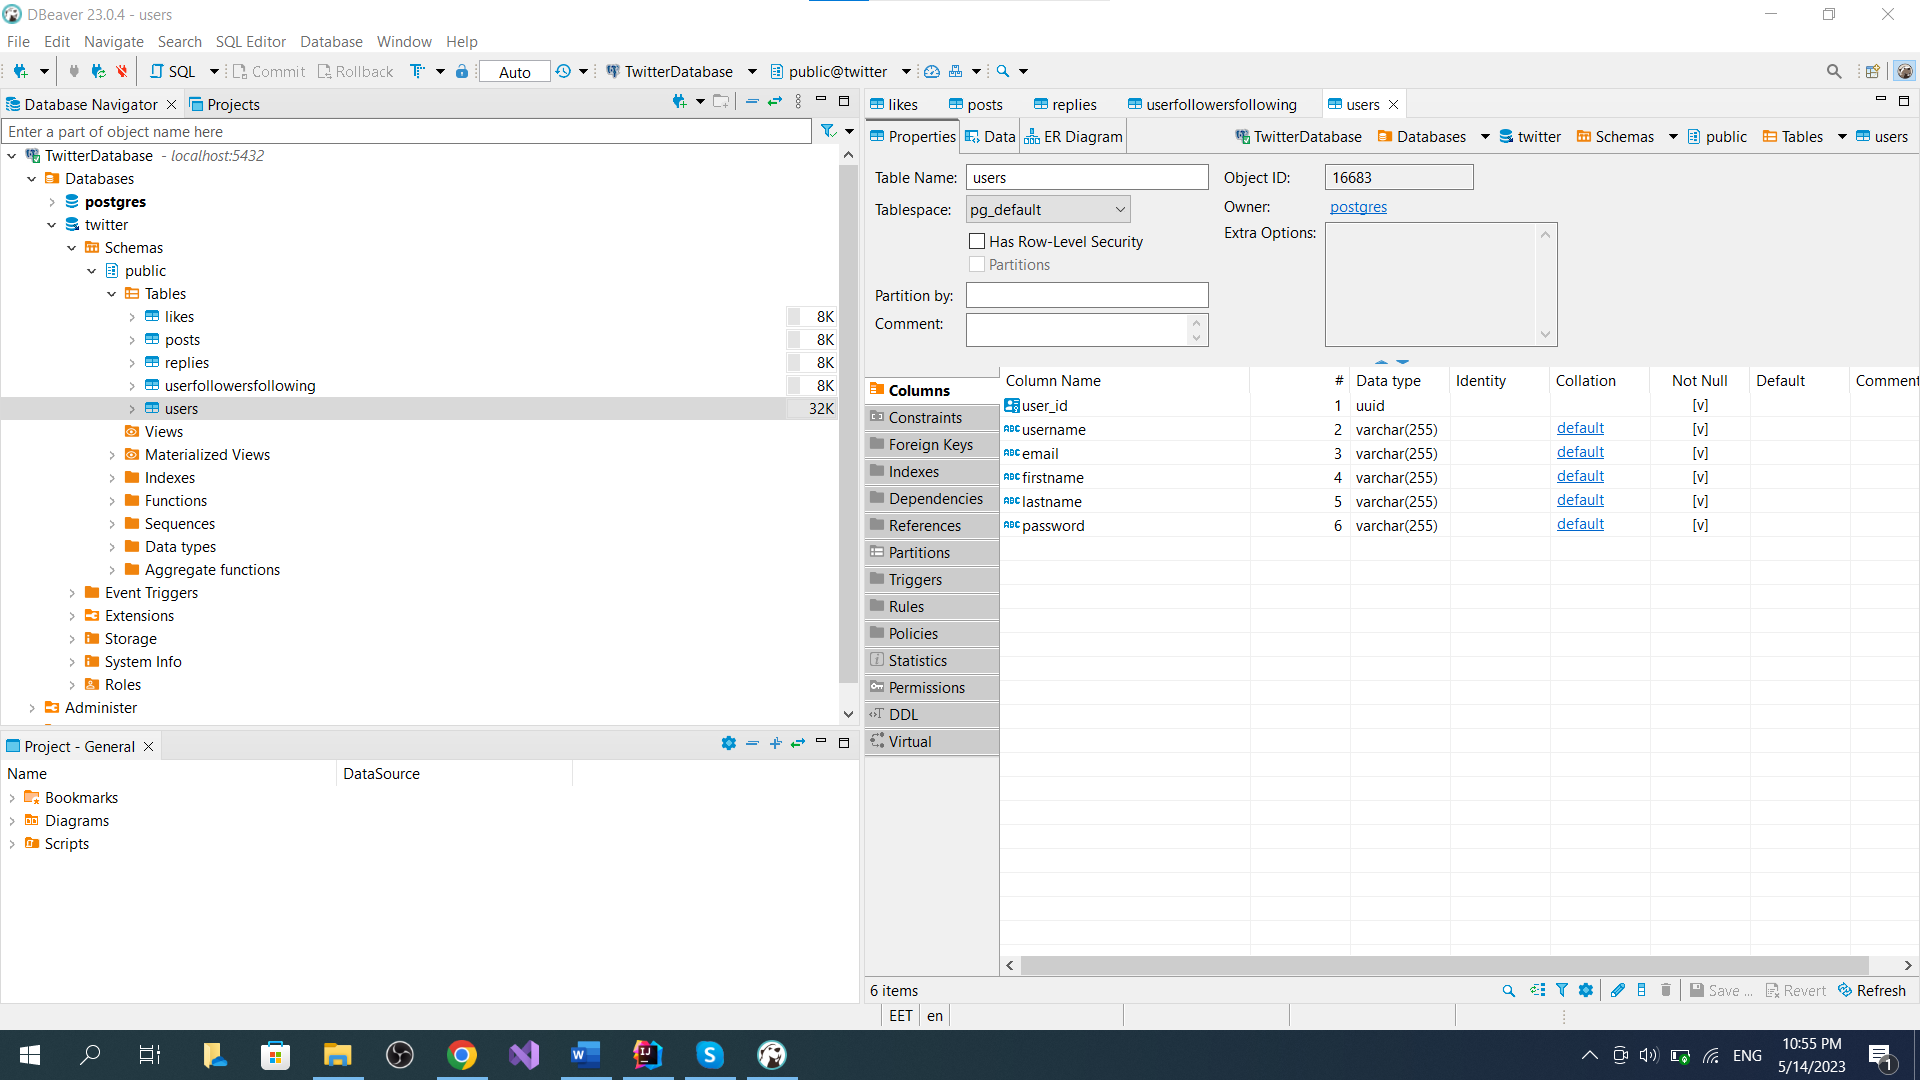 DBeaver 23.0.4 - users
File Edit Navigate Search SQL Editor Database Window Help
SQL Commit Rollback Auto TwitterDatabase public@twitter
Database Navigator Projects
Enter a part of object name here
TwitterDatabase - localhost:5432
Databases
postgres
twitter
Schemas
public
Tables
likes 8K
posts 8K
replies 8K
userfollowersfollowing 8K
users 32K
Views
Materialized Views
Indexes
Functions
Sequences
Data types
Aggregate functions
Event Triggers
Extensions
Storage
System Info
Roles
Administer
Project - General
Name DataSource
Bookmarks
Diagrams
Scripts
likes posts replies userfollowersfollowing users
Properties Data ER Diagram TwitterDatabase Databases twitter Schemas public Tables users
Table Name: users Object ID: 16683
Tablespace: pg_default Owner: postgres
Has Row-Level Security Extra Options:
Partitions
Partition by:
Comment:
Columns
Constraints
Foreign Keys
Indexes
Dependencies
References
Partitions
Triggers
Rules
Policies
Statistics
Permissions
DDL
Virtual
Column Name # Data type Identity Collation Not Null Default Comment
user_id 1 uuid [v]
username 2 varchar(255) default [v]
email 3 varchar(255) default [v]
firstname 4 varchar(255) default [v]
lastname 5 varchar(255) default [v]
password 6 varchar(255) default [v]
6 items Save ... Revert Refresh
EET en
ENG 10:55 PM
5/14/2023
1